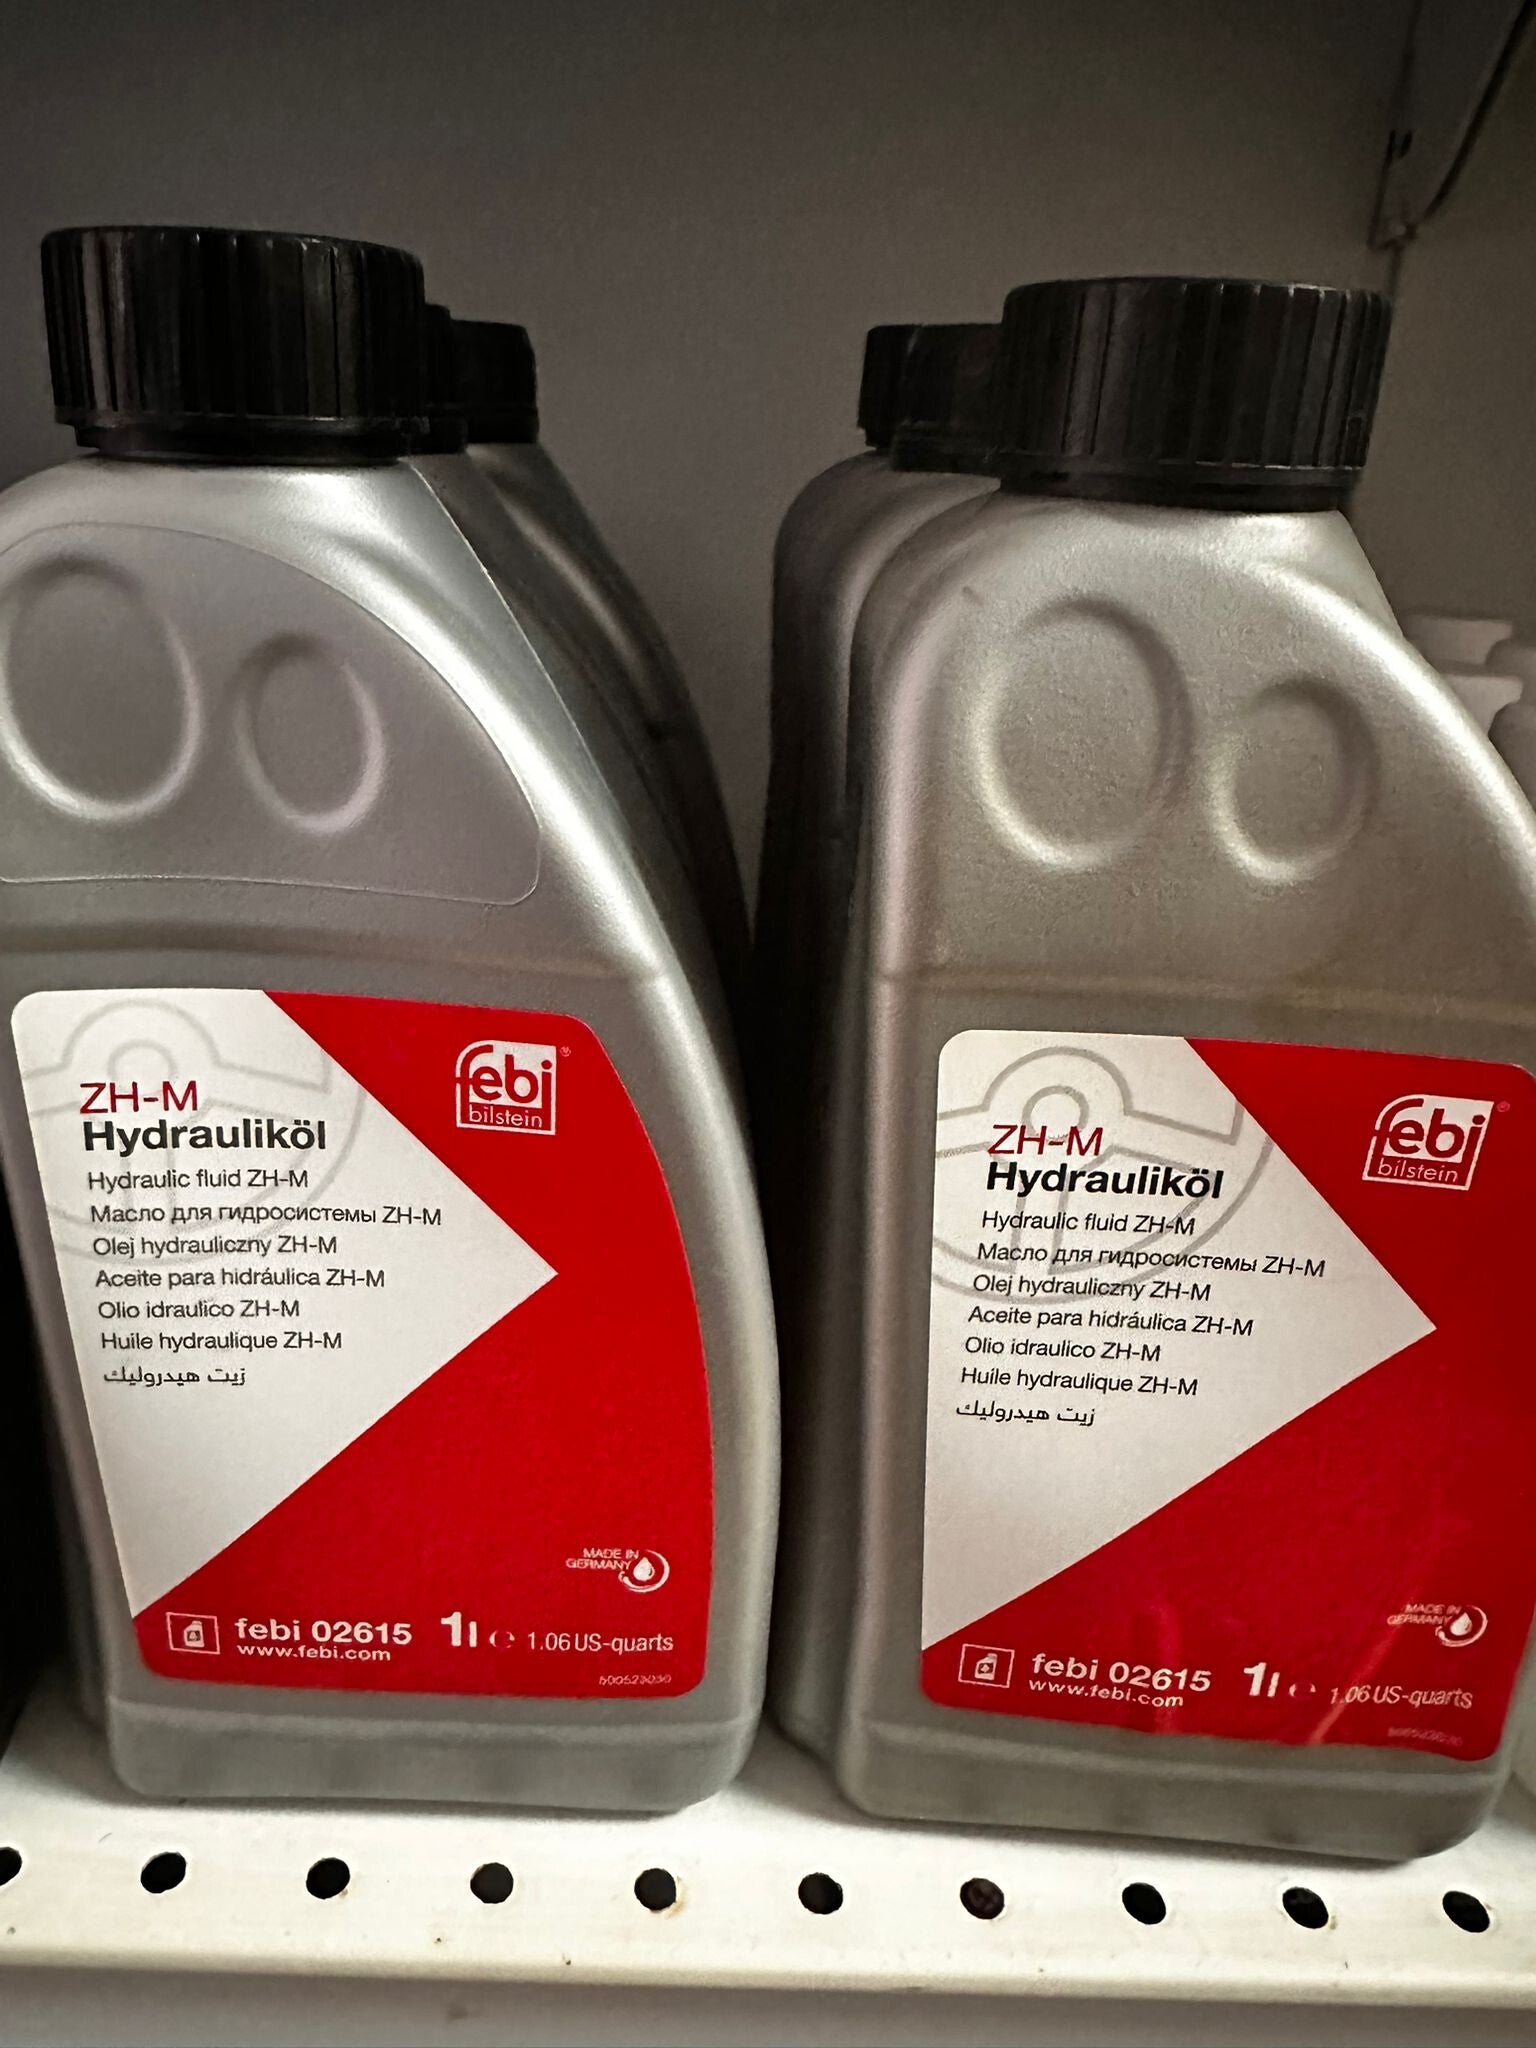 ZH-M
Hydrauliköl
Hydraulic fluid ZH-M
Масло для гидросистемы ZH-M
Olej hydrauliczny ZH-M
Aceite para hidráulica ZH-M
Olio idraulico ZH-M
Huile hydraulique ZH-M
زيت هيدروليك
febi®
bilstein
MADE IN
GERMANY
febi 02615 1l e 1.06 US-quarts
www.febi.com
ZH-M
Hydrauliköl
Hydraulic fluid ZH-M
Масло для гидросистемы ZH-M
Olej hydrauliczny ZH-M
Aceite para hidráulica ZH-M
Olio idraulico ZH-M
Huile hydraulique ZH-M
زيت هيدروليك
febi®
bilstein
MADE IN
GERMANY
febi 02615 1l e 1.06 US-quarts
www.febi.com